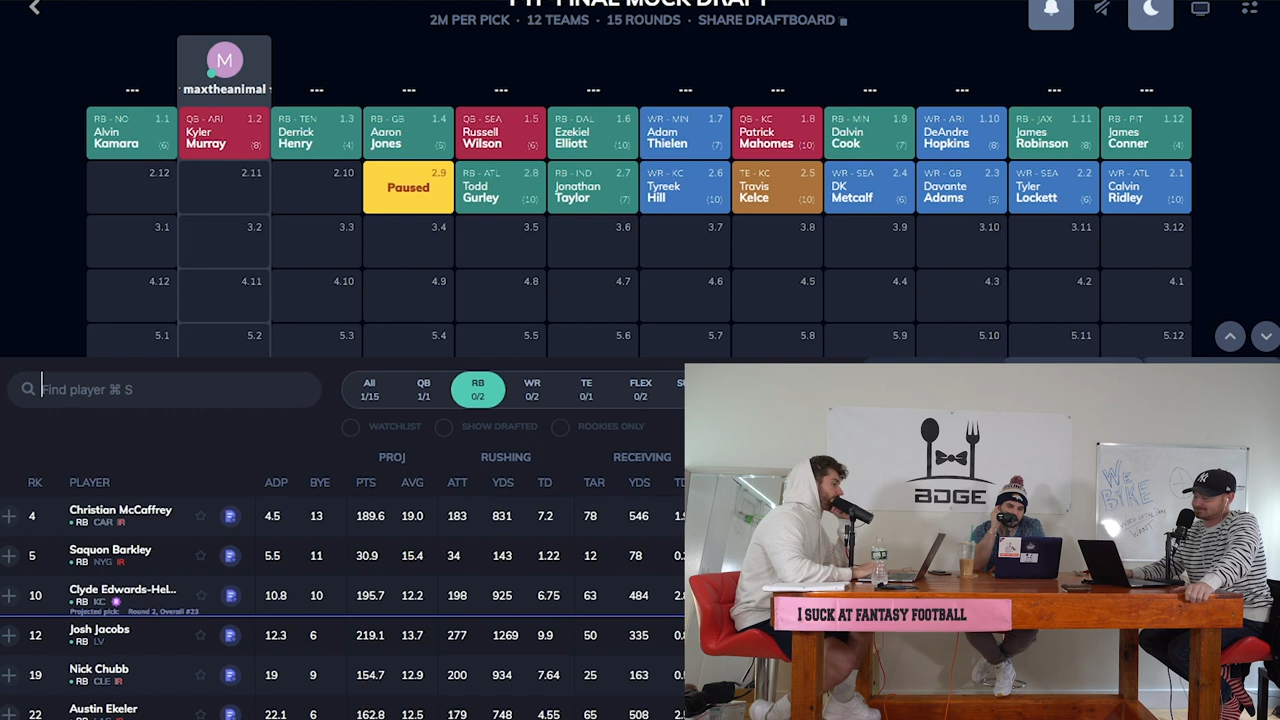 2M PER PICK · 12 TEAMS · 15 ROUNDS · SHARE DRAFTBOARD
M
maxtheanimal
--- --- --- --- --- --- --- --- --- --- ---
RB - NO 1.1 QB - ARI 1.2 RB - TEN 1.3 RB - GB 1.4 QB - SEA 1.5 RB - DAL 1.6 WR - MIN 1.7 QB - KC 1.8 RB - MIN 1.9 WR - ARI 1.10 RB - JAX 1.11 RB - PIT 1.12
Alvin Kyler Derrick Aaron Russell Ezekiel Adam Patrick Dalvin DeAndre James James
Kamara (6) Murray (8) Henry (4) Jones (5) Wilson (6) Elliott (10) Thielen (7) Mahomes (10) Cook (7) Hopkins (8) Robinson (8) Conner (4)
2.12 2.11 2.10 2.9 RB - ATL 2.8 RB - IND 2.7 WR - KC 2.6 TE - KC 2.5 WR - SEA 2.4 WR - GB 2.3 WR - SEA 2.2 WR - ATL 2.1
Paused Todd Jonathan Tyreek Travis DK Davante Tyler Calvin
Gurley (10) Taylor (7) Hill (10) Kelce (10) Metcalf (6) Adams (5) Lockett (6) Ridley (10)
3.1 3.2 3.3 3.4 3.5 3.6 3.7 3.8 3.9 3.10 3.11 3.12
4.12 4.11 4.10 4.9 4.8 4.7 4.6 4.5 4.4 4.3 4.2 4.1
5.1 5.2 5.3 5.4 5.5 5.6 5.7 5.8 5.9 5.10 5.11 5.12
Find player ⌘ S
All QB RB WR TE FLEX
1/15 1/1 0/2 0/2 0/1 0/2
WATCHLIST SHOW DRAFTED ROOKIES ONLY
PROJ RUSHING RECEIVING
RK PLAYER ADP BYE PTS AVG ATT YDS TD TAR YDS
4 Christian McCaffrey 4.5 13 189.6 19.0 183 831 7.2 78 546
RB CAR IR
5 Saquon Barkley 5.5 11 30.9 15.4 34 143 1.22 12 78
RB NYG IR
10 Clyde Edwards-Hel... 10.8 10 195.7 12.2 198 925 6.75 63 484
RB KC
Projected pick: Round 2, Overall #23
12 Josh Jacobs 12.3 6 219.1 13.7 277 1269 9.9 50 335
RB LV
19 Nick Chubb 19 9 154.7 12.9 200 934 7.64 25 163
RB CLE IR
22 Austin Ekeler 22.1 6 162.8 12.5 179 748 4.55 65 508
BDGE
WE
BIKE
WANT
I SUCK AT FANTASY FOOTBALL